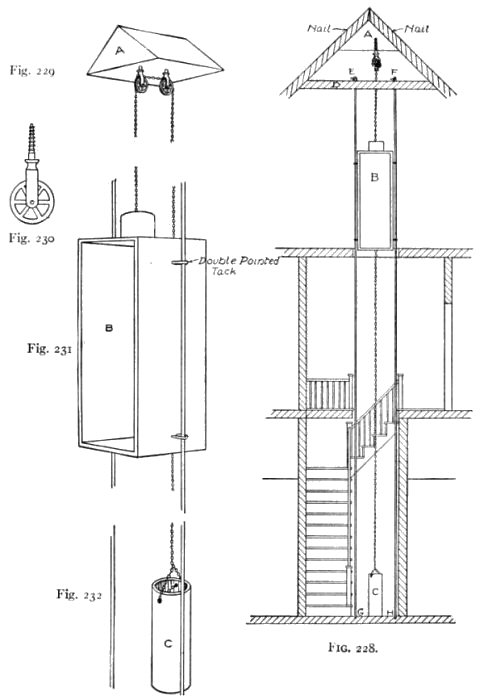 Fig. 229
A
Fig. 230
Fig. 231
B
Double Pointed
Tack
Fig. 232
C
Nail
Nail
A
E
F
D
B
C
G
H
FIG. 228.